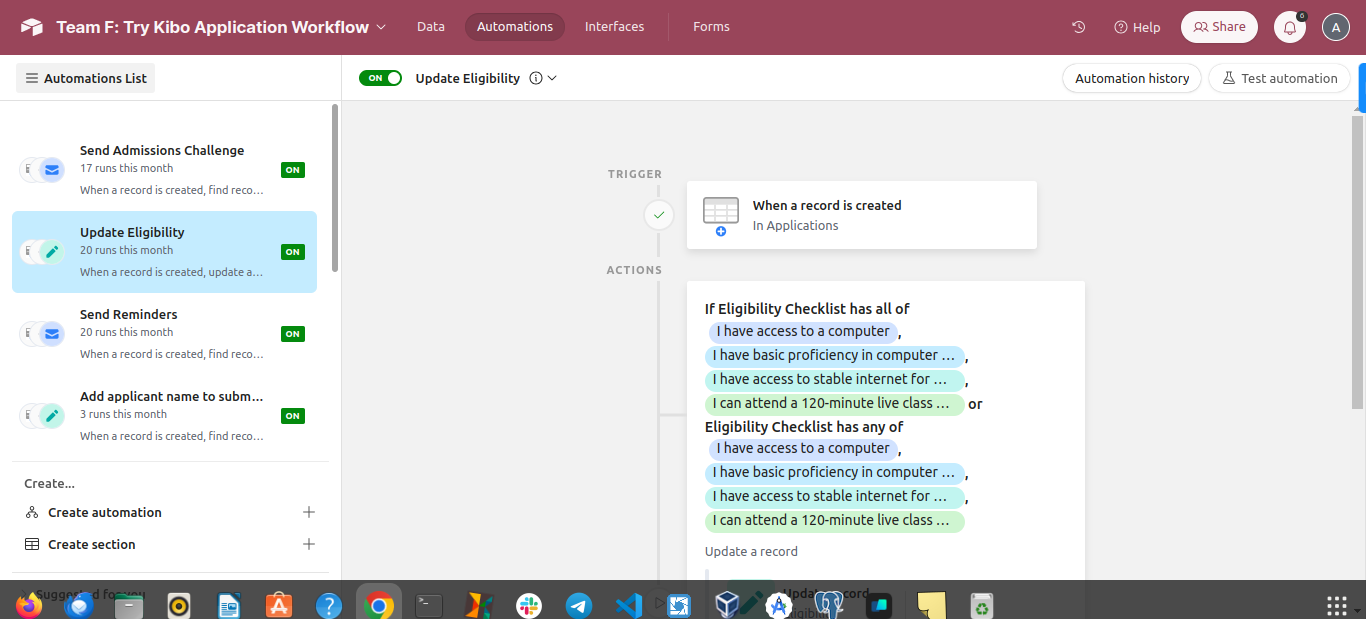 Team F: Try Kibo Application Workflow
Data
Automations
Interfaces
Forms
Help
Share
6
A
Automations List
ON
Update Eligibility
Automation history
Test automation
Send Admissions Challenge
17 runs this month
When a record is created, find reco...
ON
Update Eligibility
20 runs this month
When a record is created, update a...
ON
Send Reminders
20 runs this month
When a record is created, find reco...
ON
Add applicant name to subm...
3 runs this month
When a record is created, find reco...
ON
Create...
Create automation
Create section
Suggested for you
TRIGGER
When a record is created
In Applications
ACTIONS
If Eligibility Checklist has all of
I have access to a computer ,
I have basic proficiency in computer ... ,
I have access to stable internet for ... ,
I can attend a 120-minute live class ... or
Eligibility Checklist has any of
I have access to a computer ,
I have basic proficiency in computer ... ,
I have access to stable internet for ... ,
I can attend a 120-minute live class ...
Update a record